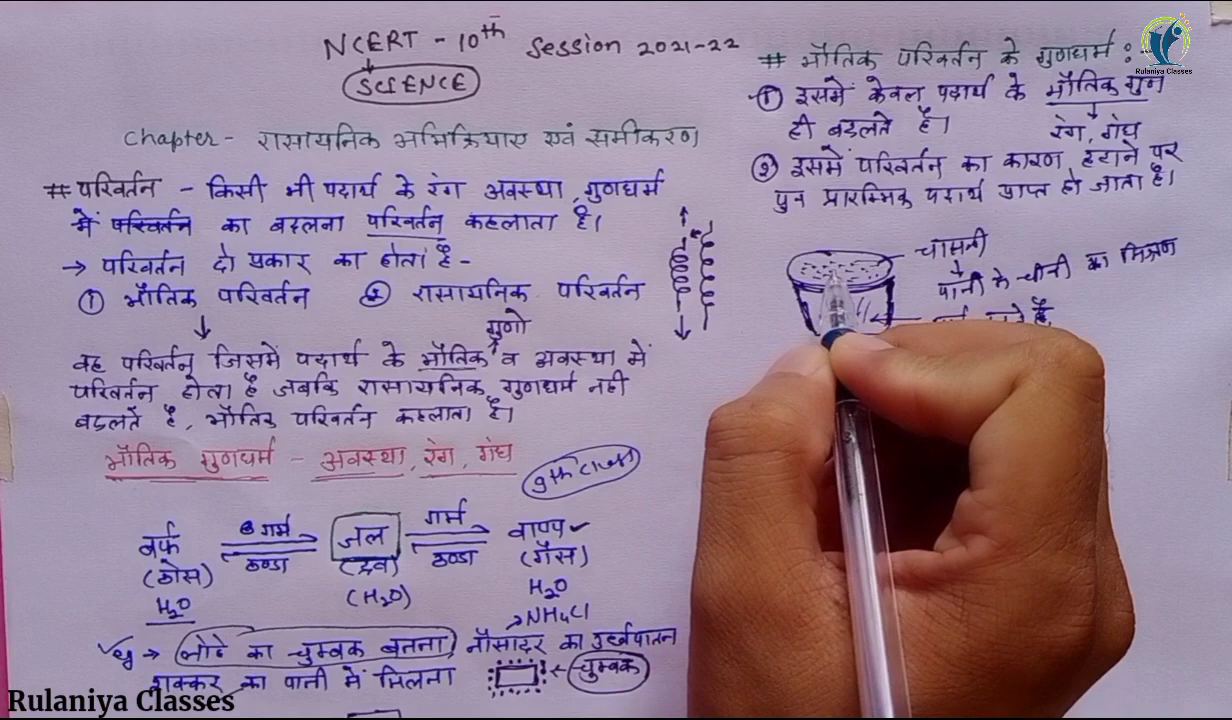 NCERT - 10th Session 2021-22
SCIENCE
Chapter - रासायनिक अभिक्रियाए एवं समीकरण
# परिवर्तन - किसी भी पदार्थ के रंग अवस्था, गुणधर्म
में परिवर्तन का बदलना परिवर्तन कहलाता है।
→ परिवर्तन दो प्रकार का होता है -
① भौतिक परिवर्तन ② रासायनिक परिवर्तन
गुणो
वह परिवर्तन जिसमें पदार्थ के भौतिक व अवस्था में
परिवर्तन होता है जबकि रासायनिक गुणधर्म नही
बदलते है, भौतिक परिवर्तन कहलाता है।
भौतिक गुणधर्म - अवस्था, रंग, गंध
9th class
बर्फ गर्म जल गर्म वाष्प
(ठोस) ठण्डा (द्रव) ठण्डा (गैस)
H₂O (H₂O) H₂O
→ NH₄Cl
→ लोहे का चुम्बक बनना, नौसादर का उर्ध्वपातन
शक्कर का पानी में मिलना ← चुम्बक
# भौतिक परिवर्तन के गुणधर्म :-
① इसमें केवल पदार्थ के भौतिक गुण
ही बदलते है। रंग, गंध
② इसमें परिवर्तन का कारण हटाने पर
पुन प्रारम्भिक पदार्थ प्राप्त हो जाता है।
चासनी
पानी के चीनी का मिश्रण
Rulaniya Classes
Rulaniya Classes